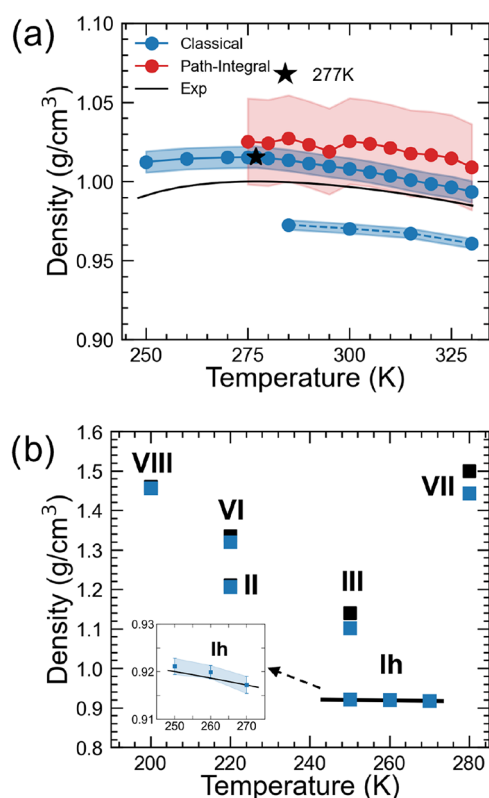 (a)
Classical
Path-Integral
Exp
277K
1.10
1.05
1.00
0.95
0.90
Density (g/cm³)
250 275 300 325
Temperature (K)
(b)
1.6
1.5
1.4
1.3
1.2
1.1
1.0
0.9
0.8
Density (g/cm³)
VIII
VI
II
VII
III
Ih
0.93
0.92
0.91
Ih
250 260 270
200 220 240 260 280
Temperature (K)